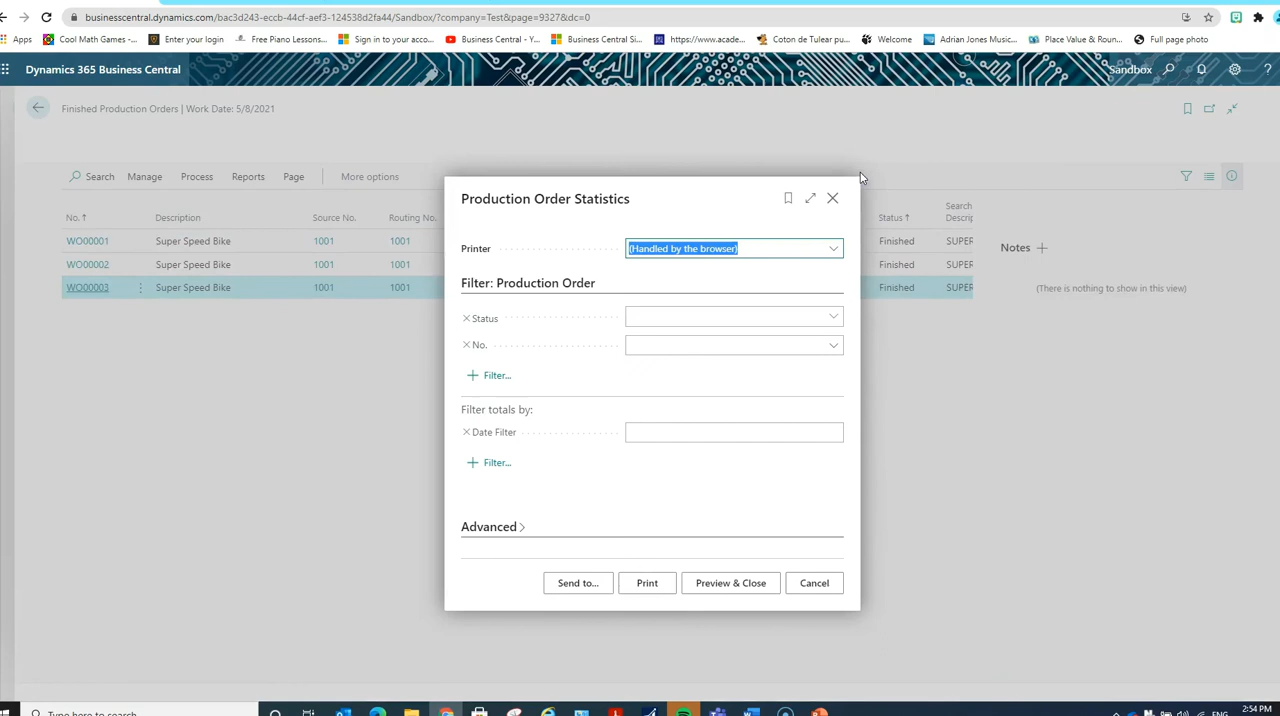 businesscentral.dynamics.com/bac3d243-eccb-44cf-aef3-124538d2fa44/Sandbox/?company=Test&page=9327&dc=0
Apps Cool Math Games -... Enter your login Free Piano Lessons... Sign in to your acco... Business Central - Y... Business Central Si... https://www.acade... Coton de Tulear pu... Welcome Adrian Jones Music... Place Value & Roun... Full page photo
Dynamics 365 Business Central Sandbox ?
Finished Production Orders | Work Date: 5/8/2021
Search Manage Process Reports Page More options
No. ↑ Description Source No. Routing No. Status ↑ Search Descrip
WO00001 Super Speed Bike 1001 1001 Finished SUPER
WO00002 Super Speed Bike 1001 1001 Finished SUPER
WO00003 Super Speed Bike 1001 1001 Finished SUPER
Notes
(There is nothing to show in this view)
Production Order Statistics
Printer (Handled by the browser)
Filter: Production Order
Status
No.
Filter...
Filter totals by:
Date Filter
Filter...
Advanced
Send to... Print Preview & Close Cancel
Type here to search
ENG
2:54 PM